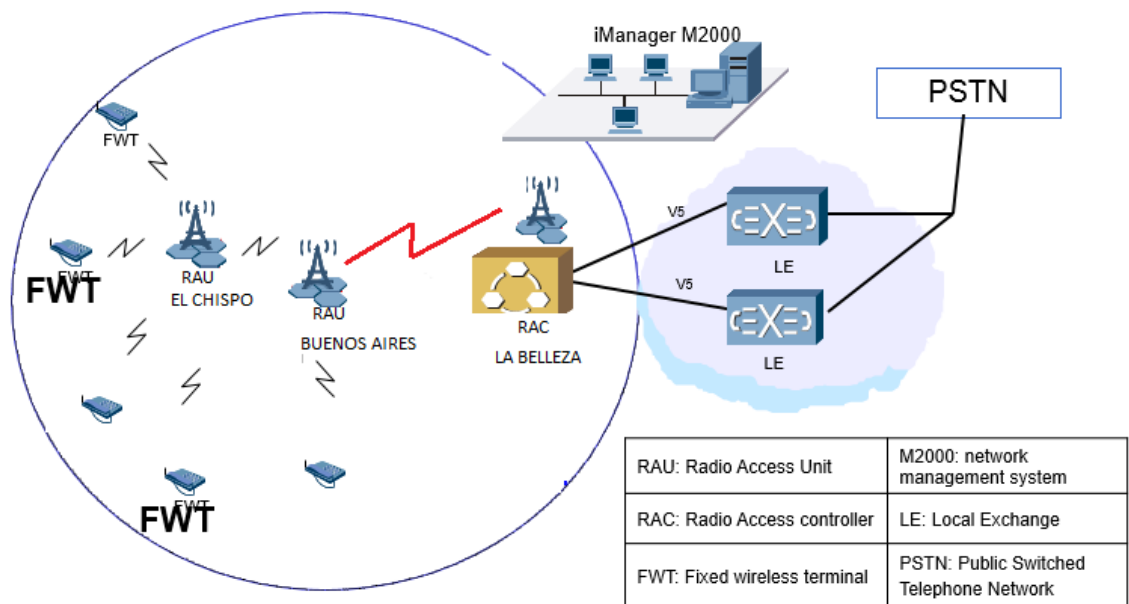 iManager M2000
PSTN
FWT
FWT
FWT
RAU
EL CHISPO
RAU
BUENOS AIRES
RAC
LA BELLEZA
V5
LE
V5
LE
FWT
FWT
RAU: Radio Access Unit
M2000: network
management system
RAC: Radio Access controller
LE: Local Exchange
FWT: Fixed wireless terminal
PSTN: Public Switched
Telephone Network